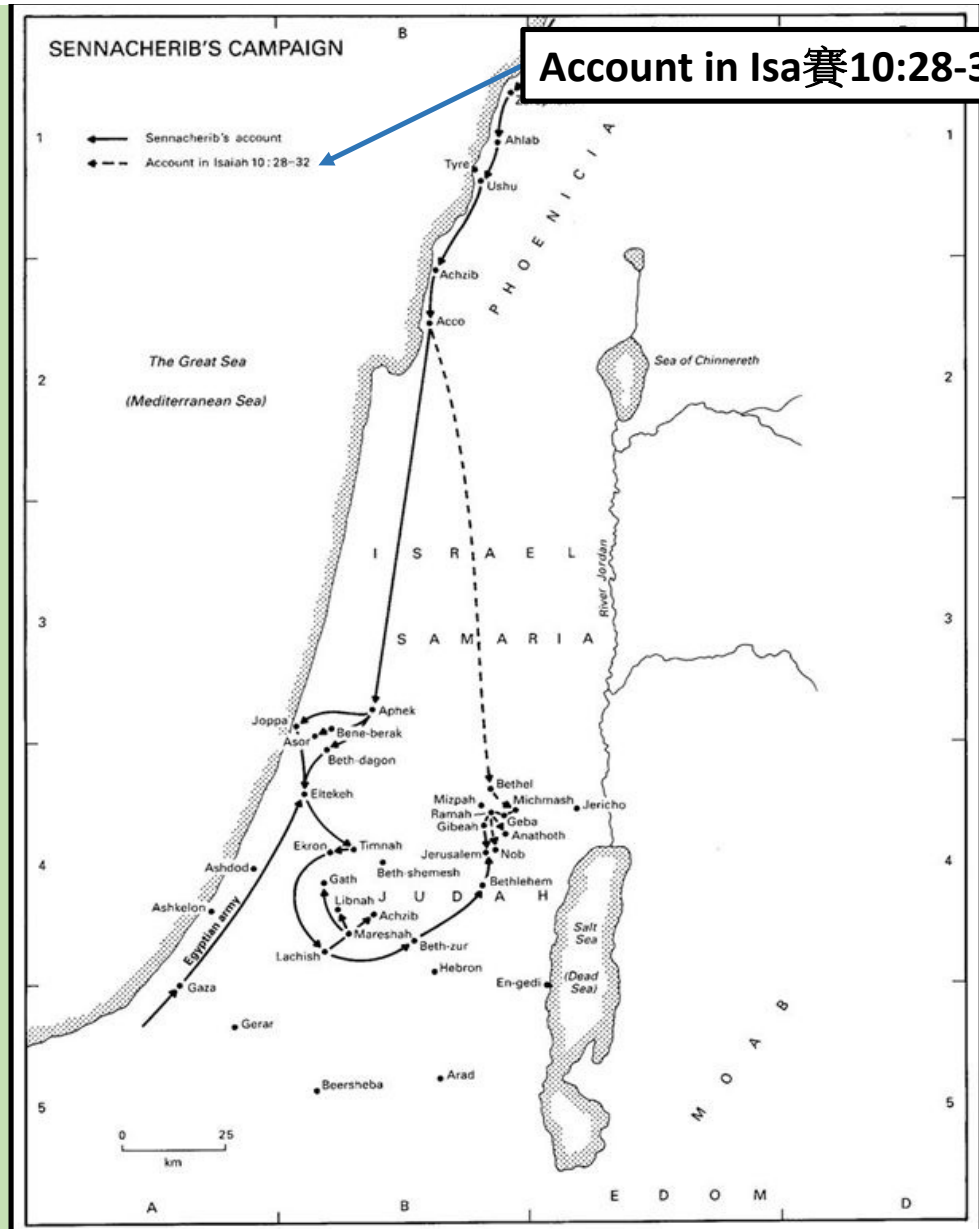 B
SENNACHERIB'S CAMPAIGN
Account in Isa賽10:28-3
1
Sennacherib's account
Account in Isaiah 10:28–32
1
Ahlab
Tyre
Ushu
PHOENICIA
Achzib
Acco
The Great Sea
(Mediterranean Sea)
Sea of Chinnereth
2
2
ISRAEL
River Jordan
3
3
SAMARIA
Aphek
Joppa
Bene-berak
Asor
Beth-dagon
Bethel
Eltekeh
Mizpah
Michmash
Jericho
Ramah
Geba
Gibeah
Anathoth
Ekron
Timnah
Jerusalem
Nob
4
4
Beth-shemesh
Ashdod
Gath
Bethlehem
Libnah
JUDAH
Ashkelon
Achzib
Egyptian army
Mareshah
Salt
Sea
Lachish
Beth-zur
Hebron
(Dead
Sea)
En-gedi
Gaza
MOAB
Gerar
Arad
Beersheba
5
5
0 25
km
EDOM
A
B
D